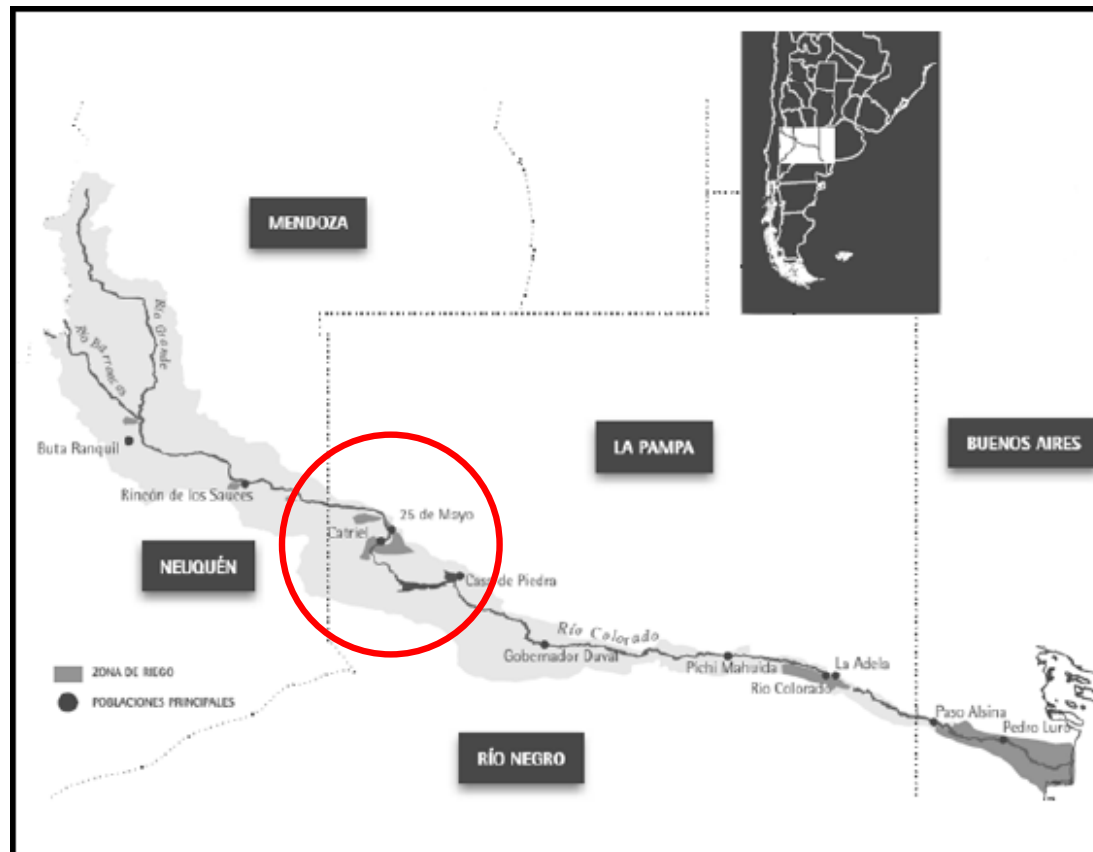 MENDOZA
Río Grande
Río Barrancas
Buta Ranquil
Rincón de los Sauces
NEUQUÉN
LA PAMPA
BUENOS AIRES
25 de Mayo
Catriel
Casa de Piedra
Río Colorado
Gobernador Duval
Pichi Mahuida
La Adela
Rio Colorado
Paso Alsina
Pedro Luro
ZONA DE RIEGO
POBLACIONES PRINCIPALES
RÍO NEGRO